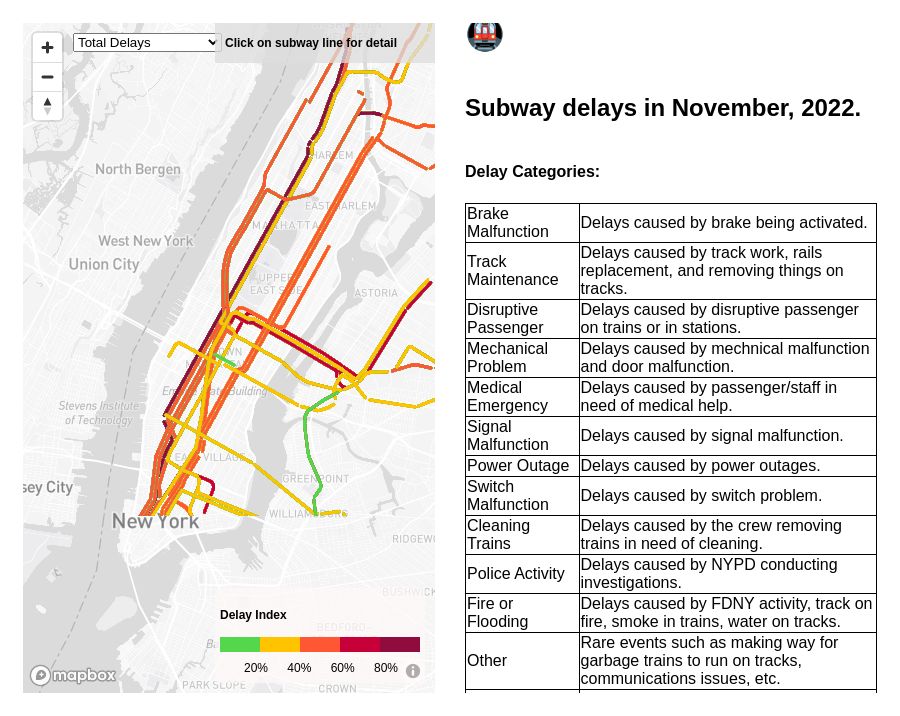 Total Delays
Click on subway line for detail
North Bergen
HARLEM
EAST HARLEM
MANHATTA
West New York
Union City
UPPER
EAST SIDE
ASTORIA
Stevens Institute
of Technology
EAST VILLAGE
GREENPOINT
sey City
New York
RIDGEWO
BUSHWICK
BEDFORD-
PARK SLOPE
CROWN
Delay Index
20% 40% 60% 80%
mapbox
Subway delays in November, 2022.
Delay Categories:
Brake
Malfunction
Delays caused by brake being activated.
Track
Maintenance
Delays caused by track work, rails
replacement, and removing things on
tracks.
Disruptive
Passenger
Delays caused by disruptive passenger
on trains or in stations.
Mechanical
Problem
Delays caused by mechnical malfunction
and door malfunction.
Medical
Emergency
Delays caused by passenger/staff in
need of medical help.
Signal
Malfunction
Delays caused by signal malfunction.
Power Outage
Delays caused by power outages.
Switch
Malfunction
Delays caused by switch problem.
Cleaning
Trains
Delays caused by the crew removing
trains in need of cleaning.
Police Activity
Delays caused by NYPD conducting
investigations.
Fire or
Flooding
Delays caused by FDNY activity, track on
fire, smoke in trains, water on tracks.
Other
Rare events such as making way for
garbage trains to run on tracks,
communications issues, etc.